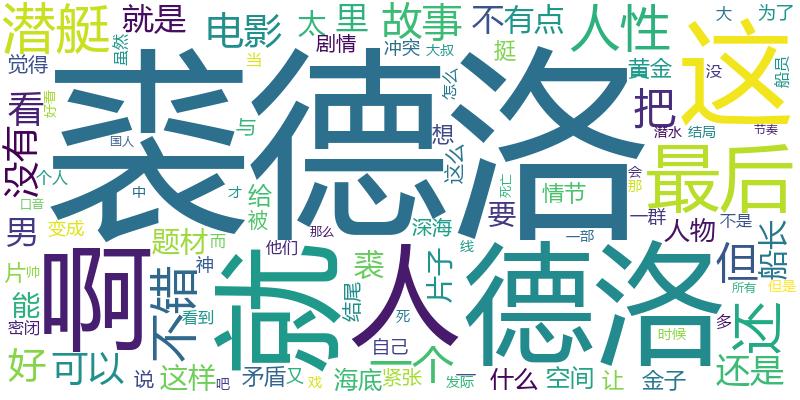 潜艇
就是
电影
太
里
故事
不
有点
人性
大
为了
觉得
虽然
剧情
当
冲突
大叔
挺
怎么
黄金
没
船员
这
裘德洛
看
没有
好看
与
国人
想
这么
把
潜水
结局
节奏
个人
口音
中
才
给
被
死亡
情节
会
那
最后
男
变成
题材
而
他们
那么
深海
线
要
一部
一群
人物
不是
船长
片
帅
啊
不错
神
就
裘
人
片子
德洛
但
所有
但是
能
密闭
看到
结尾
死
自己
一个
时候
多
还
好
可以
说
这样
吧
矛盾
又
戏
海底
紧张
发际
一
什么
空间
让
金子
还是